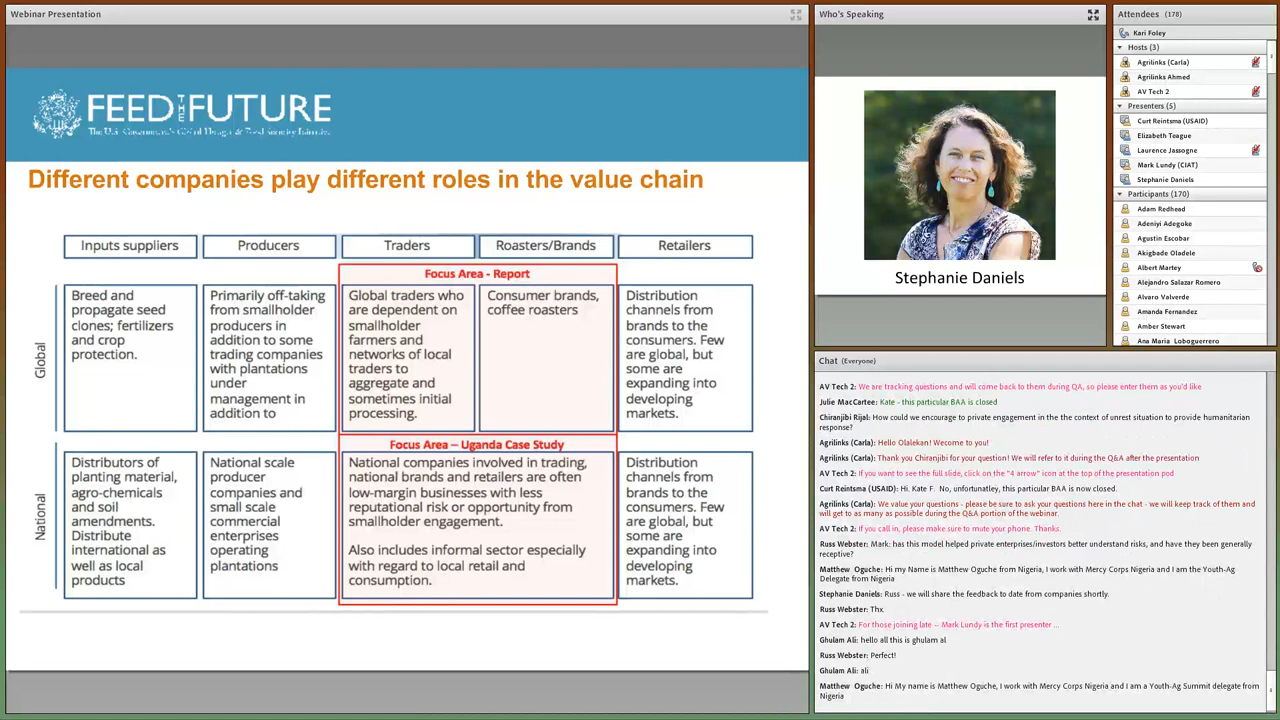 Webinar Presentation
FEED THE FUTURE
The U.S. Government's Global Hunger & Food Security Initiative
Different companies play different roles in the value chain
Inputs suppliers
Producers
Traders
Roasters/Brands
Retailers
Focus Area - Report
Global
Breed and
propagate seed
clones; fertilizers
and crop
protection.
Primarily off-taking
from smallholder
producers in
addition to some
trading companies
with plantations
under
management in
addition to
Global traders who
are dependent on
smallholder
farmers and
networks of local
traders to
aggregate and
sometimes initial
processing.
Consumer brands,
coffee roasters
Distribution
channels from
brands to the
consumers. Few
are global, but
some are
expanding into
developing
markets.
Focus Area – Uganda Case Study
National
Distributors of
planting material,
agro-chemicals
and soil
amendments.
Distribute
international as
well as local
products
National scale
producer
companies and
small scale
commercial
enterprises
operating
plantations
National companies involved in trading,
national brands and retailers are often
low-margin businesses with less
reputational risk or opportunity from
smallholder engagement.
Also includes informal sector especially
with regard to local retail and
consumption.
Distribution
channels from
brands to the
consumers. Few
are global, but
some are
expanding into
developing
markets.
Who's Speaking
Stephanie Daniels
Attendees (178)
Kari Foley
Hosts (3)
Agrilinks (Carla)
Agrilinks Ahmed
AV Tech 2
Presenters (5)
Curt Reintsma (USAID)
Elizabeth Teague
Laurence Jassogne
Mark Lundy (CIAT)
Stephanie Daniels
Participants (170)
Adam Redhead
Adeniyi Adegoke
Agustin Escobar
Akigbade Oladele
Albert Martey
Alejandro Salazar Romero
Alvaro Valverde
Amanda Fernandez
Amber Stewart
Ana Maria Loboguerrero
Chat (Everyone)
AV Tech 2: We are tracking questions and will come back to them during QA, so please enter them as you'd like
Julie MacCartee: Kate - this particular BAA is closed
Chiranjibi Rijal: How could we encourage to private engagement in the context of unrest situation to provide humanitarian
response?
Agrilinks (Carla): Hello Olalekan! Wecome to you!
Agrilinks (Carla): Thank you Chiranjibi for your question! We will refer to it during the Q&A after the presentation
AV Tech 2: If you want to see the full slide, click on the "4 arrow" icon at the top of the presentation pod
Curt Reintsma (USAID): Hi. Kate F. No, unfortunatley, this particular BAA is now closed.
Agrilinks (Carla): We value your questions - please be sure to ask your questions here in the chat - we will keep track of them and
will get to as many as possible during the Q&A portion of the webinar.
AV Tech 2: If you call in, please make sure to mute your phone. Thanks.
Russ Webster: Mark: has this model helped private enterprises/investors better understand risks, and have they been generally
receptive?
Matthew Oguche: Hi my Name is Matthew Oguche from Nigeria, I work with Mercy Corps Nigeria and I am the Youth-Ag
Delegate from Nigeria
Stephanie Daniels: Russ - we will share the feedback to date from companies shortly.
Russ Webster: Thx.
AV Tech 2: For those joining late -- Mark Lundy is the first presenter ...
Ghulam Ali: hello all this is ghulam al
Russ Webster: Perfect!
Ghulam Ali: ali
Matthew Oguche: Hi My name is Matthew Oguche, I work with Mercy Corps Nigeria and I am a Youth-Ag Summit delegate from
Nigeria